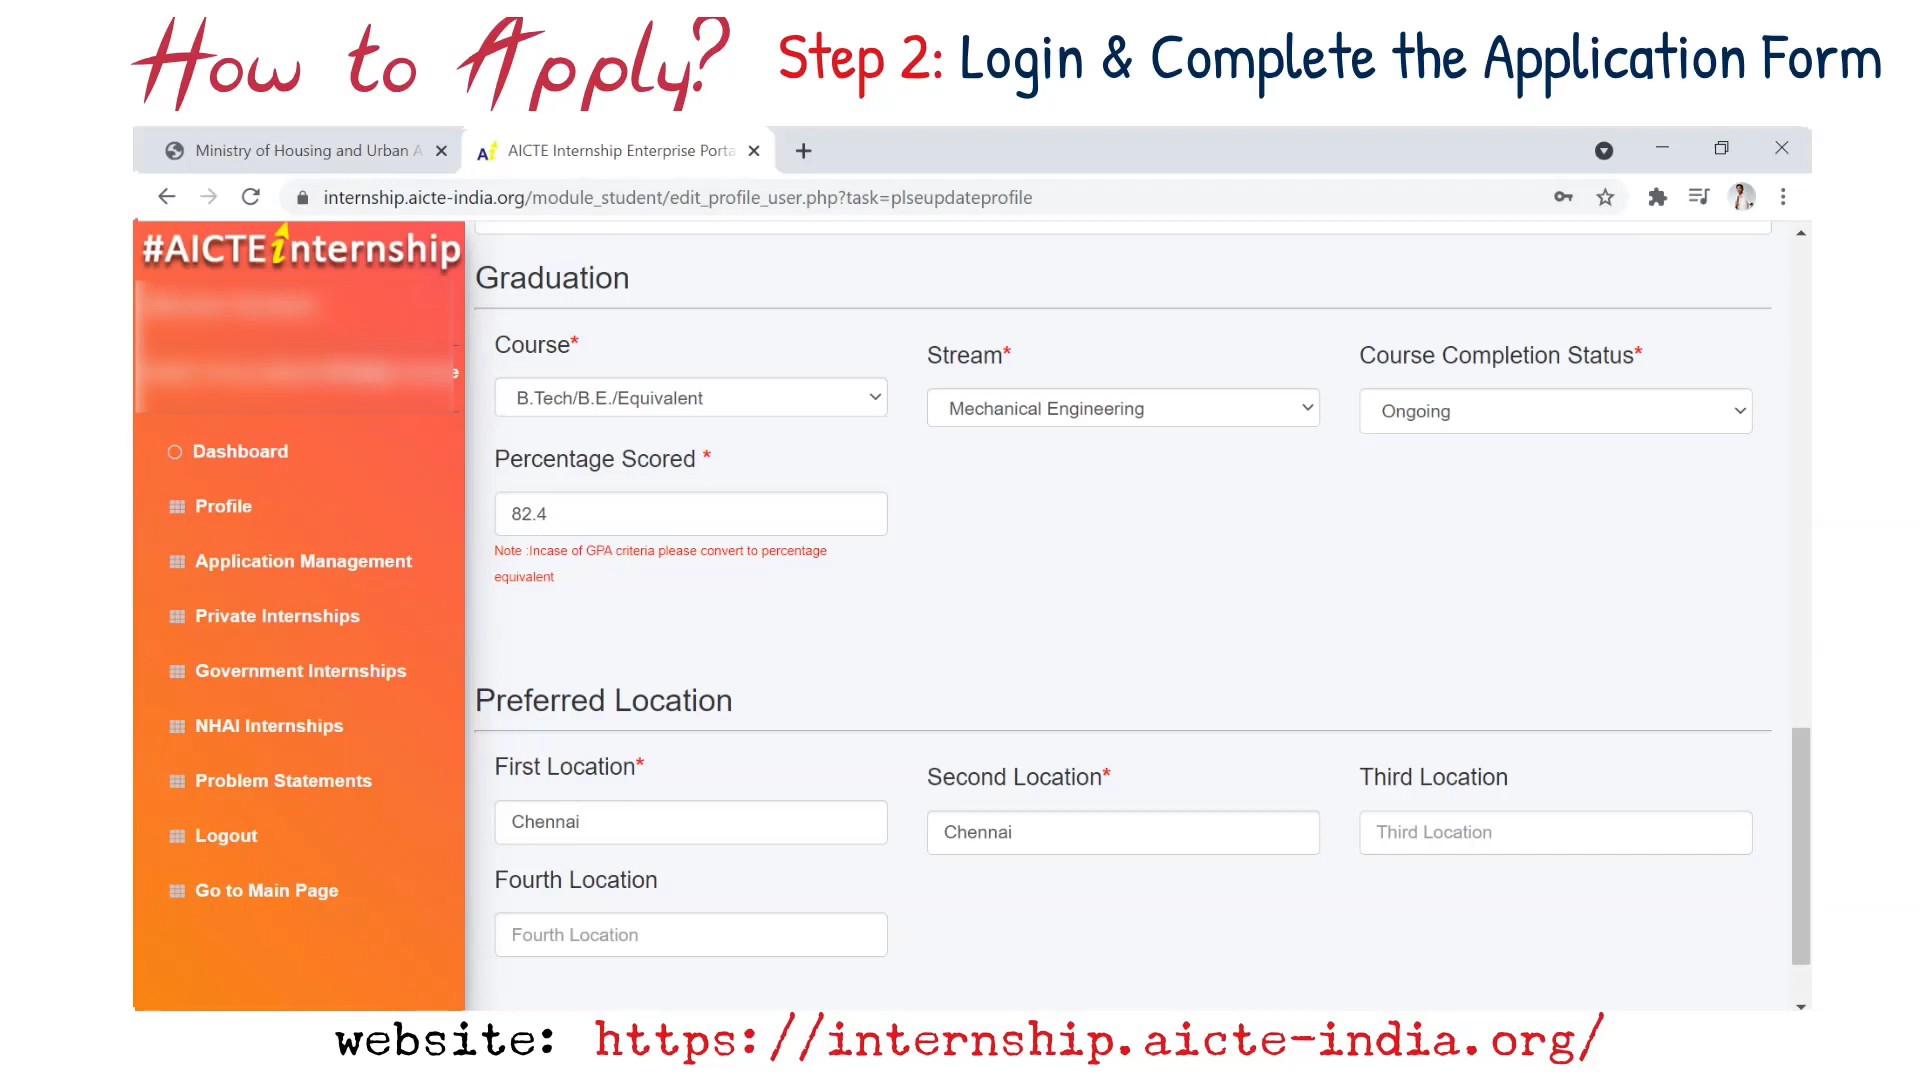 How to Apply? Step 2: Login & Complete the Application Form
Ministry of Housing and Urban A
AICTE Internship Enterprise Porta
internship.aicte-india.org/module_student/edit_profile_user.php?task=plseupdateprofile
#AICTEinternship
Dashboard
Profile
Application Management
Private Internships
Government Internships
NHAI Internships
Problem Statements
Logout
Go to Main Page
Graduation
Course*
Stream*
Course Completion Status*
B.Tech/B.E./Equivalent
Mechanical Engineering
Ongoing
Percentage Scored *
82.4
Note :Incase of GPA criteria please convert to percentage
equivalent
Preferred Location
First Location*
Second Location*
Third Location
Chennai
Chennai
Third Location
Fourth Location
Fourth Location
website: https://internship.aicte-india.org/